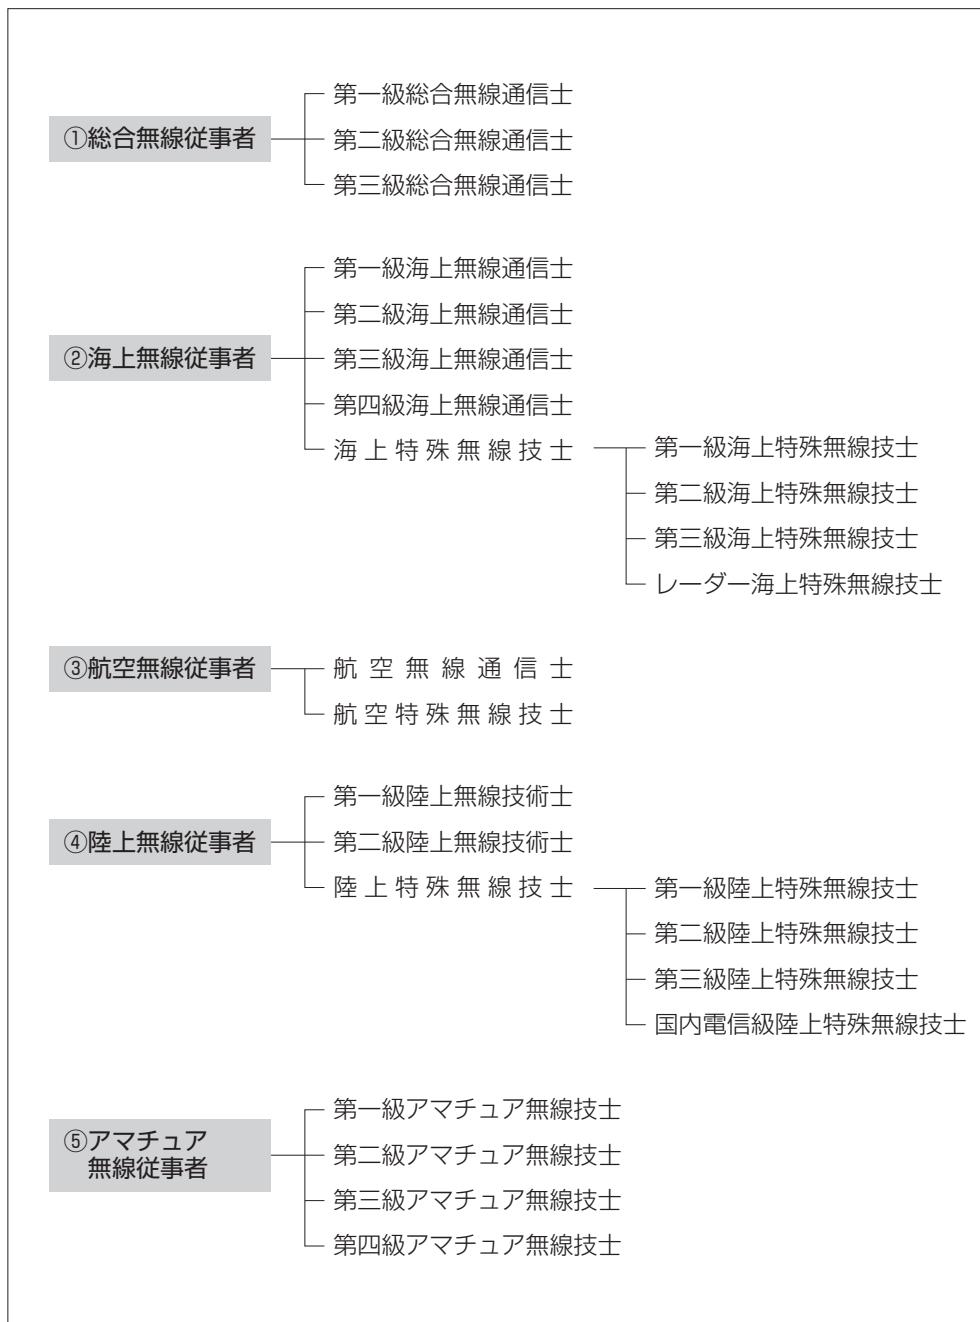 ①総合無線従事者
第一級総合無線通信士
第二級総合無線通信士
第三級総合無線通信士
②海上無線従事者
第一級海上無線通信士
第二級海上無線通信士
第三級海上無線通信士
第四級海上無線通信士
海上特殊無線技士
第一級海上特殊無線技士
第二級海上特殊無線技士
第三級海上特殊無線技士
レーダー海上特殊無線技士
③航空無線従事者
航空無線通信士
航空特殊無線技士
④陸上無線従事者
第一級陸上無線技術士
第二級陸上無線技術士
陸上特殊無線技士
第一級陸上特殊無線技士
第二級陸上特殊無線技士
第三級陸上特殊無線技士
国内電信級陸上特殊無線技士
⑤アマチュア
無線従事者
第一級アマチュア無線技士
第二級アマチュア無線技士
第三級アマチュア無線技士
第四級アマチュア無線技士